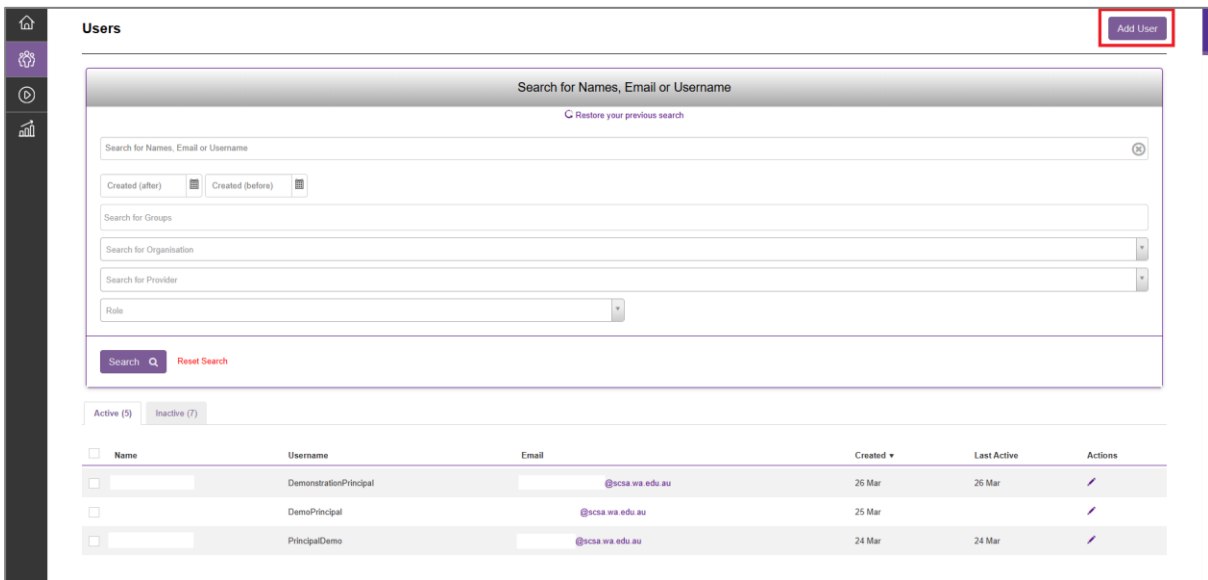 Users
Add User
Search for Names, Email or Username
Restore your previous search
Search for Names, Email or Username
Created (after) Created (before)
Search for Groups
Search for Organisation
Search for Provider
Role
Search Reset Search
Active (5) Inactive (7)
Name Username Email Created Last Active Actions
DemonstrationPrincipal @scsa.wa.edu.au 26 Mar 26 Mar
DemoPrincipal @scsa.wa.edu.au 25 Mar
PrincipalDemo @scsa.wa.edu.au 24 Mar 24 Mar